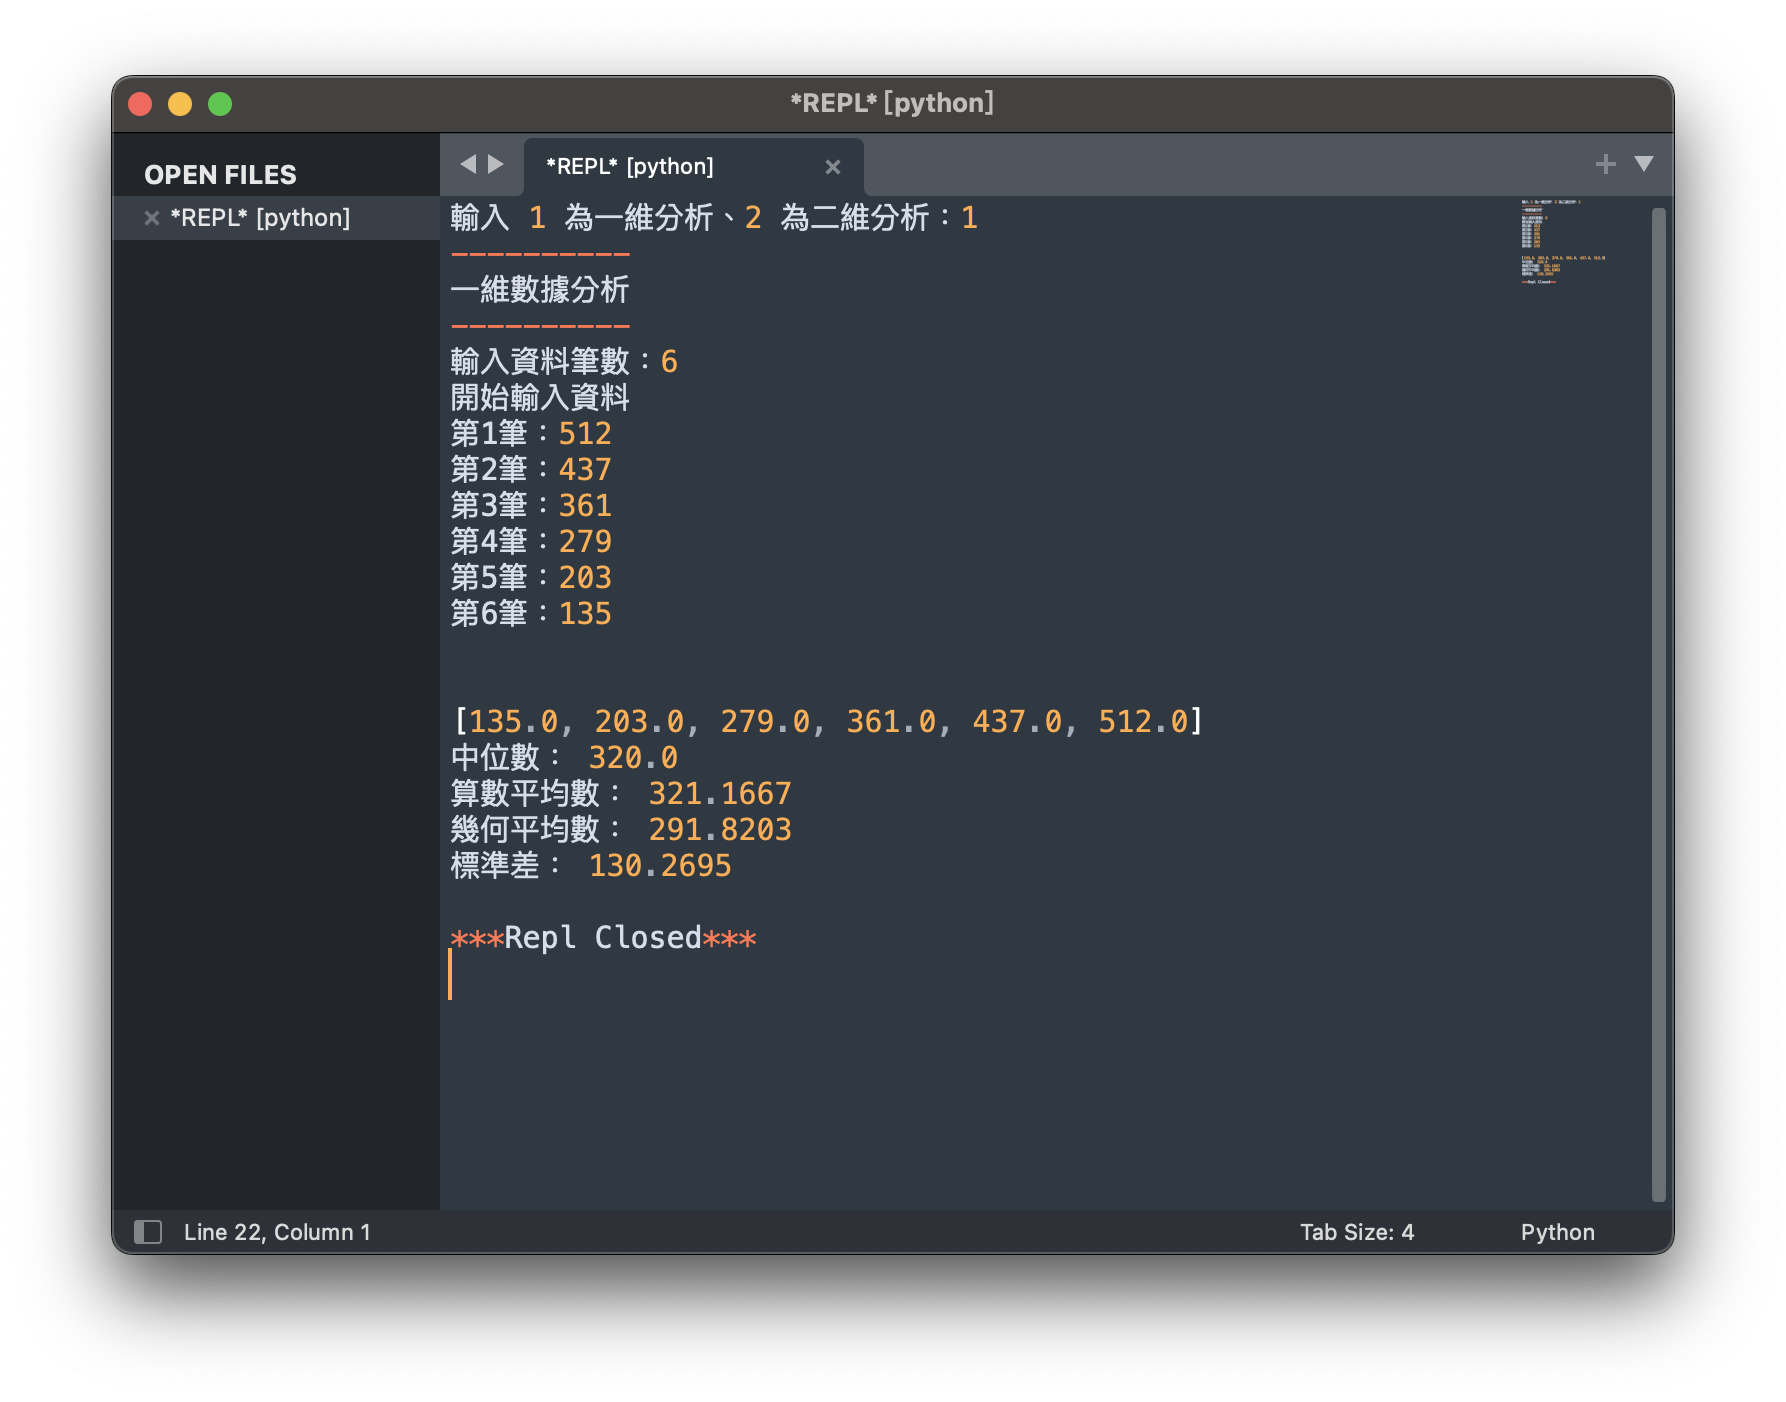 *REPL* [python]
OPEN FILES
*REPL* [python]
*REPL* [python]
輸入 1 為一維分析、2 為二維分析：1
----------
一維數據分析
----------
輸入資料筆數：6
開始輸入資料
第1筆：512
第2筆：437
第3筆：361
第4筆：279
第5筆：203
第6筆：135
[135.0, 203.0, 279.0, 361.0, 437.0, 512.0]
中位數： 320.0
算數平均數： 321.1667
幾何平均數： 291.8203
標準差： 130.2695
***Repl Closed***
Line 22, Column 1
Tab Size: 4
Python